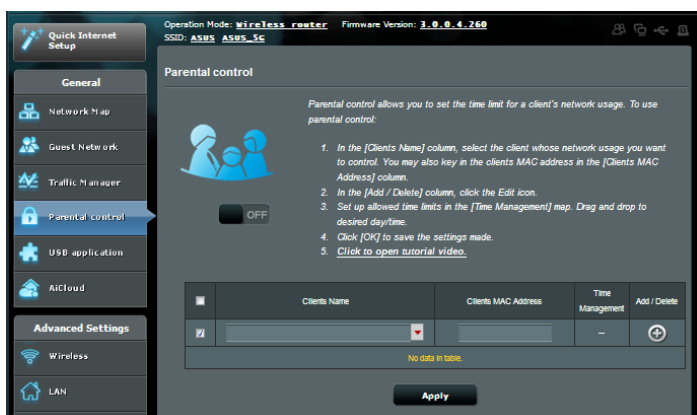 Quick Internet
Setup
Operation Mode: Wireless router Firmware Version: 3.0.0.4.260
SSID: ASUS ASUS_5G
General
Network Map
Guest Network
Traffic Manager
Parental control
USB application
AiCloud
Advanced Settings
Wireless
LAN
Parental control
Parental control allows you to set the time limit for a client's network usage. To use
parental control:
1. In the [Clients Name] column, select the client whose network usage you want
to control. You may also key in the clients MAC address in the [Clients MAC
Address] column.
2. In the [Add / Delete] column, click the Edit icon.
3. Set up allowed time limits in the [Time Management] map. Drag and drop to
desired day/time.
4. Click [OK] to save the settings made.
5. Click to open tutorial video.
OFF
Clients Name Clients MAC Address Time
Management Add / Delete
--
No data in table.
Apply